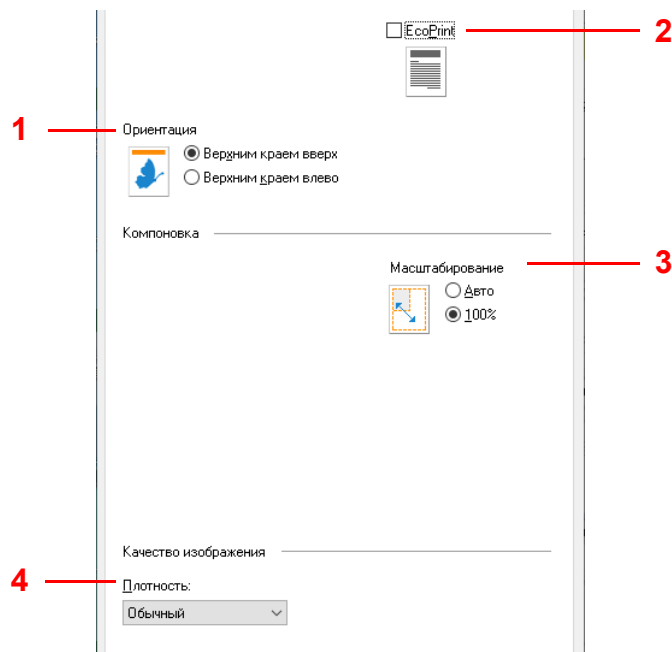 EcoPrint
2
1
Ориентация
Верхним краем вверх
Верхним краем влево
Компоновка
3
Масштабирование
Авто
100%
Качество изображения
4
Плотность:
Обычный